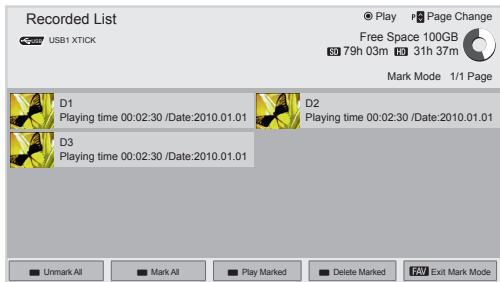 Recorded List
Play P Page Change
USB USB1 XTICK
Free Space 100GB
SD 79h 03m HD 31h 37m
Mark Mode 1/1 Page
D1
Playing time 00:02:30 /Date:2010.01.01
D2
Playing time 00:02:30 /Date:2010.01.01
D3
Playing time 00:02:30 /Date:2010.01.01
Unmark All Mark All Play Marked Delete Marked FAV Exit Mark Mode